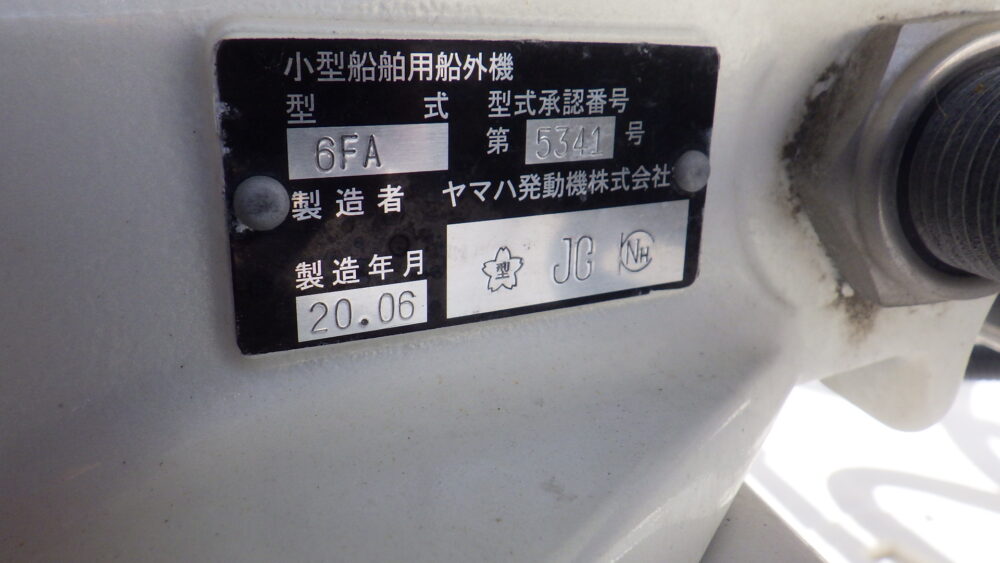 小型船舶用船外機
型式 型式承認番号
6FA 第 5341 号
製造者 ヤマハ発動機株式会社
製造年月 型 JG NH
20.06